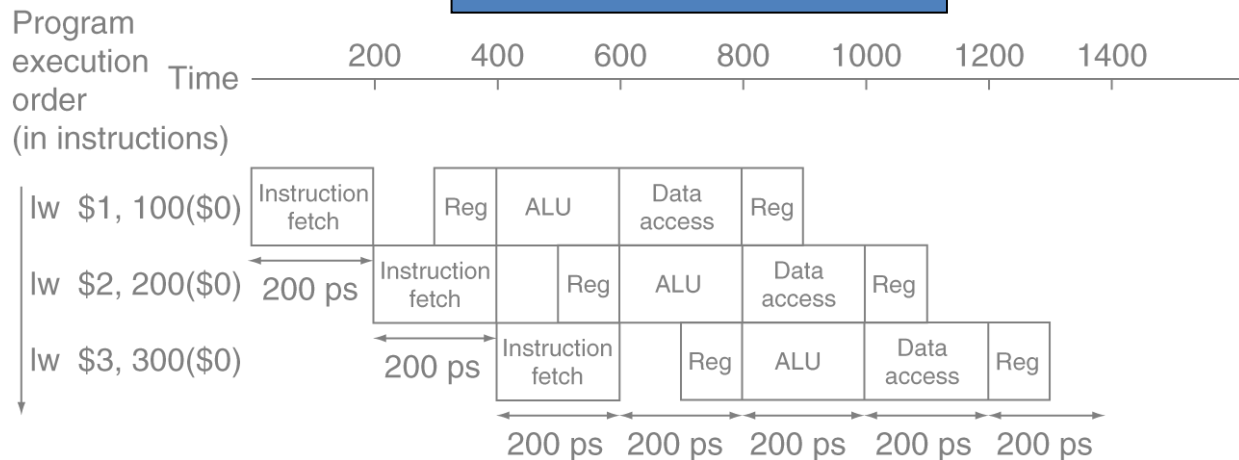 Program
execution
order
(in instructions)
Time
200 400 600 800 1000 1200 1400
lw $1, 100($0)
Instruction
fetch
Reg
ALU
Data
access
Reg
lw $2, 200($0)
200 ps
Instruction
fetch
Reg
ALU
Data
access
Reg
lw $3, 300($0)
200 ps
Instruction
fetch
Reg
ALU
Data
access
Reg
200 ps 200 ps 200 ps 200 ps 200 ps